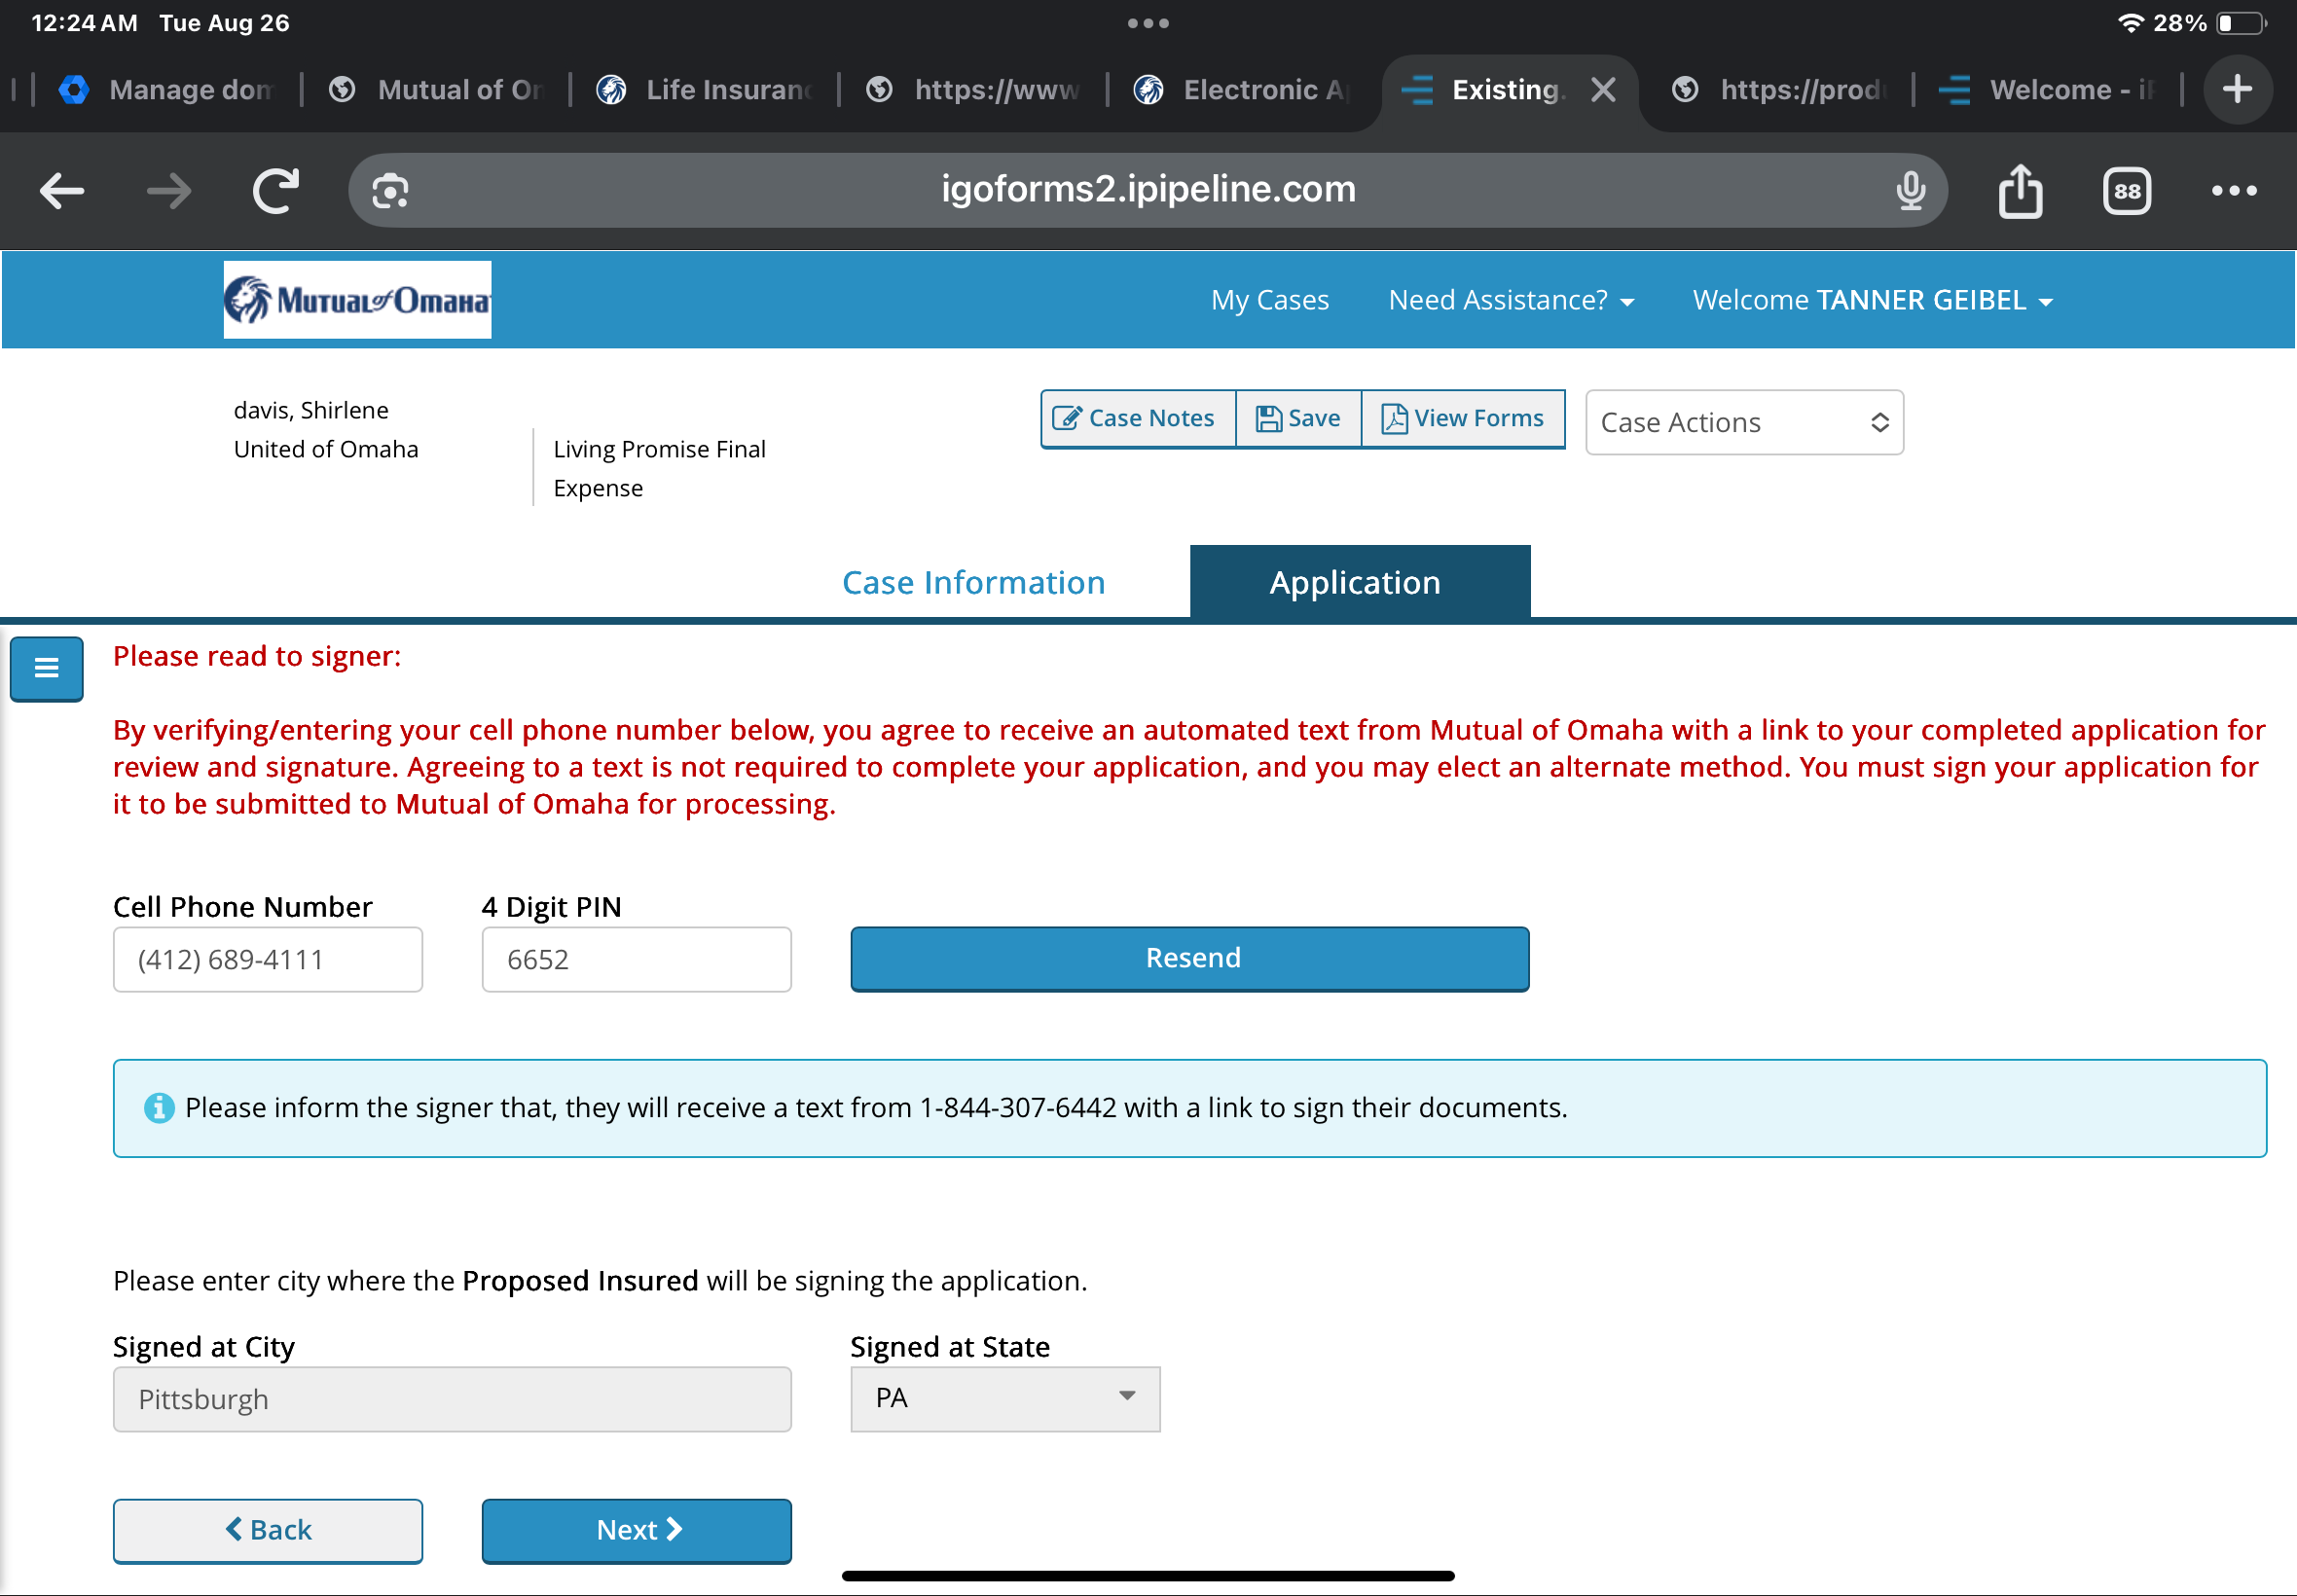 12:24 AM Tue Aug 26
28%
Manage dom
Mutual of Om
Life Insuranc
https://www
Electronic Ap
Existing.
https://prod
Welcome - iP
igoforms2.ipipeline.com
88
Mutual of Omaha
My Cases
Need Assistance?
Welcome TANNER GEIBEL
davis, Shirlene
United of Omaha
Living Promise Final
Expense
Case Notes
Save
View Forms
Case Actions
Case Information
Application
Please read to signer:
By verifying/entering your cell phone number below, you agree to receive an automated text from Mutual of Omaha with a link to your completed application for
review and signature. Agreeing to a text is not required to complete your application, and you may elect an alternate method. You must sign your application for
it to be submitted to Mutual of Omaha for processing.
Cell Phone Number
4 Digit PIN
(412) 689-4111
6652
Resend
Please inform the signer that, they will receive a text from 1-844-307-6442 with a link to sign their documents.
Please enter city where the Proposed Insured will be signing the application.
Signed at City
Signed at State
Pittsburgh
PA
Back
Next